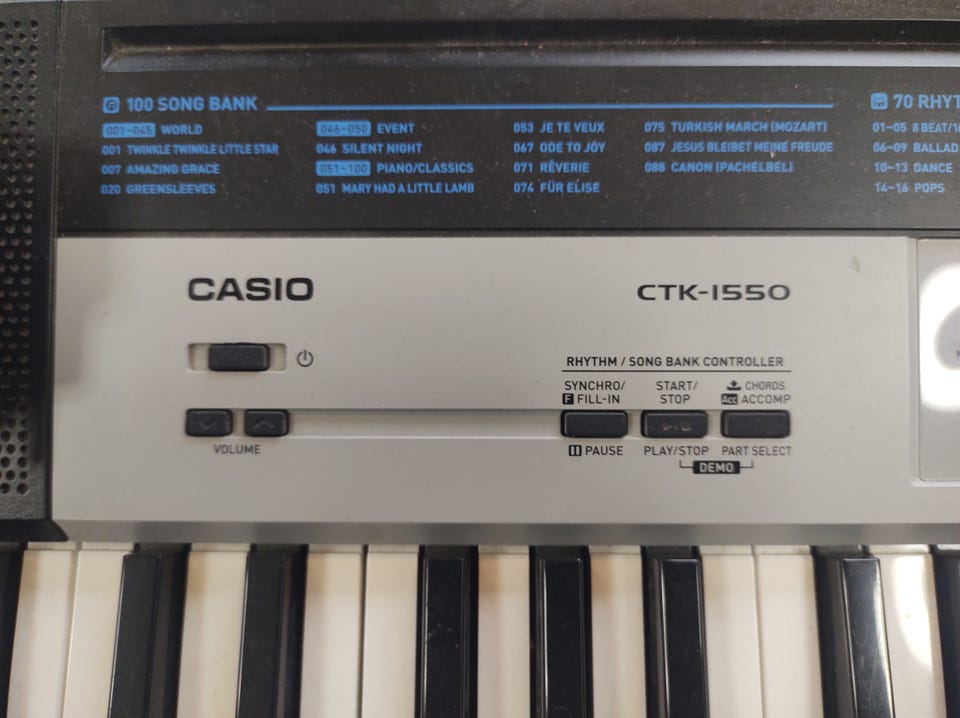 100 SONG BANK
001-045 WORLD
001 TWINKLE TWINKLE LITTLE STAR
007 AMAZING GRACE
020 GREENSLEEVES
046-050 EVENT
046 SILENT NIGHT
051-100 PIANO/CLASSICS
051 MARY HAD A LITTLE LAMB
053 JE TE VEUX
067 ODE TO JOY
071 RÊVERIE
074 FÜR ELISE
075 TURKISH MARCH (MOZART)
087 JESUS BLEIBET MEINE FREUDE
088 CANON (PACHELBEL)
70 RHYT
01-05 8 BEAT/16
06-09 BALLAD
10-13 DANCE
14-16 POPS
CASIO
CTK-1550
RHYTHM / SONG BANK CONTROLLER
SYNCHRO/
F FILL-IN
START/
STOP
CHORDS
Acc ACCOMP
VOLUME
PAUSE
PLAY/STOP
PART SELECT
DEMO